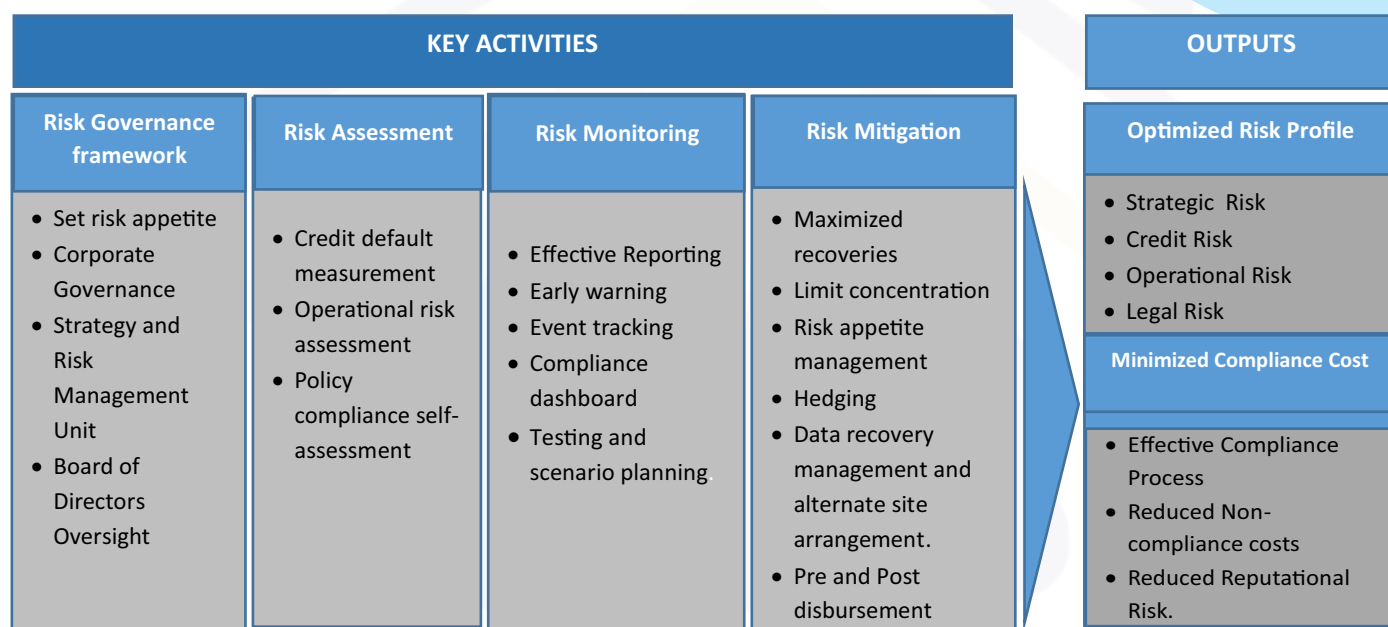 KEY ACTIVITIES
OUTPUTS
Risk Governance
framework
• Set risk appetite
• Corporate
Governance
• Strategy and
Risk
Management
Unit
• Board of
Directors
Oversight
Risk Assessment
• Credit default
measurement
• Operational risk
assessment
• Policy
compliance self-
assessment
Risk Monitoring
• Effective Reporting
• Early warning
• Event tracking
• Compliance
dashboard
• Testing and
scenario planning.
Risk Mitigation
• Maximized
recoveries
• Limit concentration
• Risk appetite
management
• Hedging
• Data recovery
management and
alternate site
arrangement.
• Pre and Post
disbursement
Optimized Risk Profile
• Strategic Risk
• Credit Risk
• Operational Risk
• Legal Risk
Minimized Compliance Cost
• Effective Compliance
Process
• Reduced Non-
compliance costs
• Reduced Reputational
Risk.